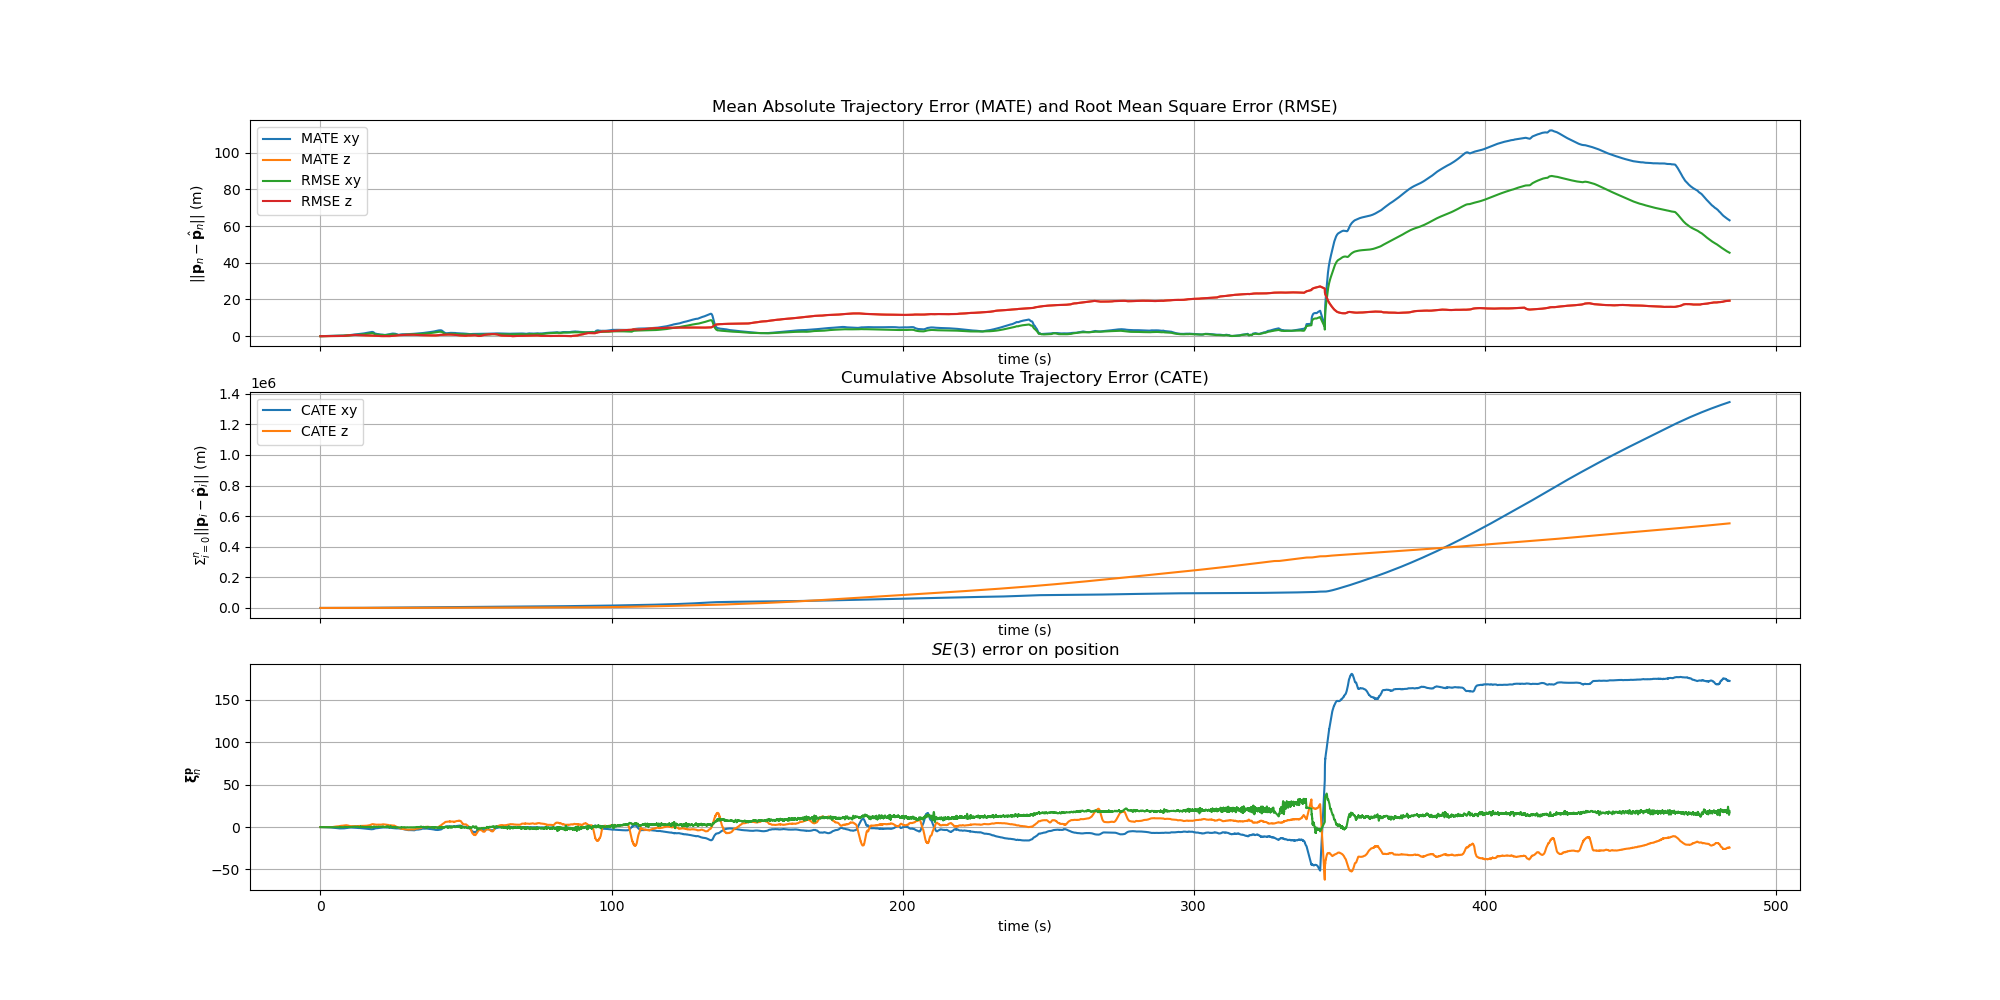 Mean Absolute Trajectory Error (MATE) and Root Mean Square Error (RMSE)
MATE xy
MATE z
RMSE xy
RMSE z
||𝐩ₙ − 𝐩̂ₙ|| (m)
100
80
60
40
20
0
time (s)
Cumulative Absolute Trajectory Error (CATE)
1e6
CATE xy
CATE z
Σⁿᵢ₌₀||𝐩ᵢ − 𝐩̂ᵢ|| (m)
1.4
1.2
1.0
0.8
0.6
0.4
0.2
0.0
time (s)
SE(3) error on position
𝛏ₙᵖ
150
100
50
0
−50
0 100 200 300 400 500
time (s)